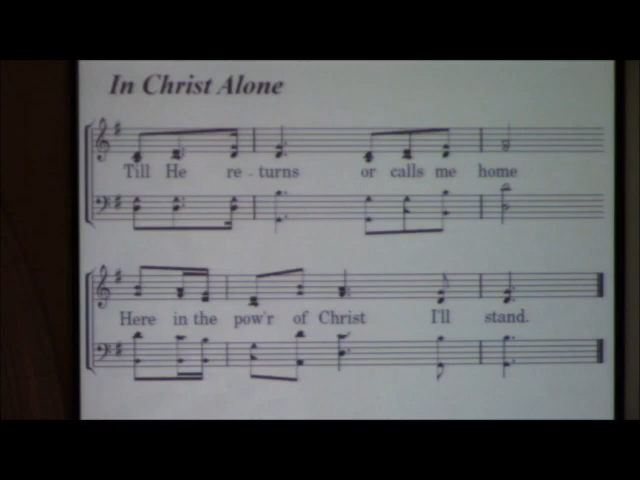 In Christ Alone
Till He re - turns or calls me home
Here in the pow'r of Christ I'll stand.